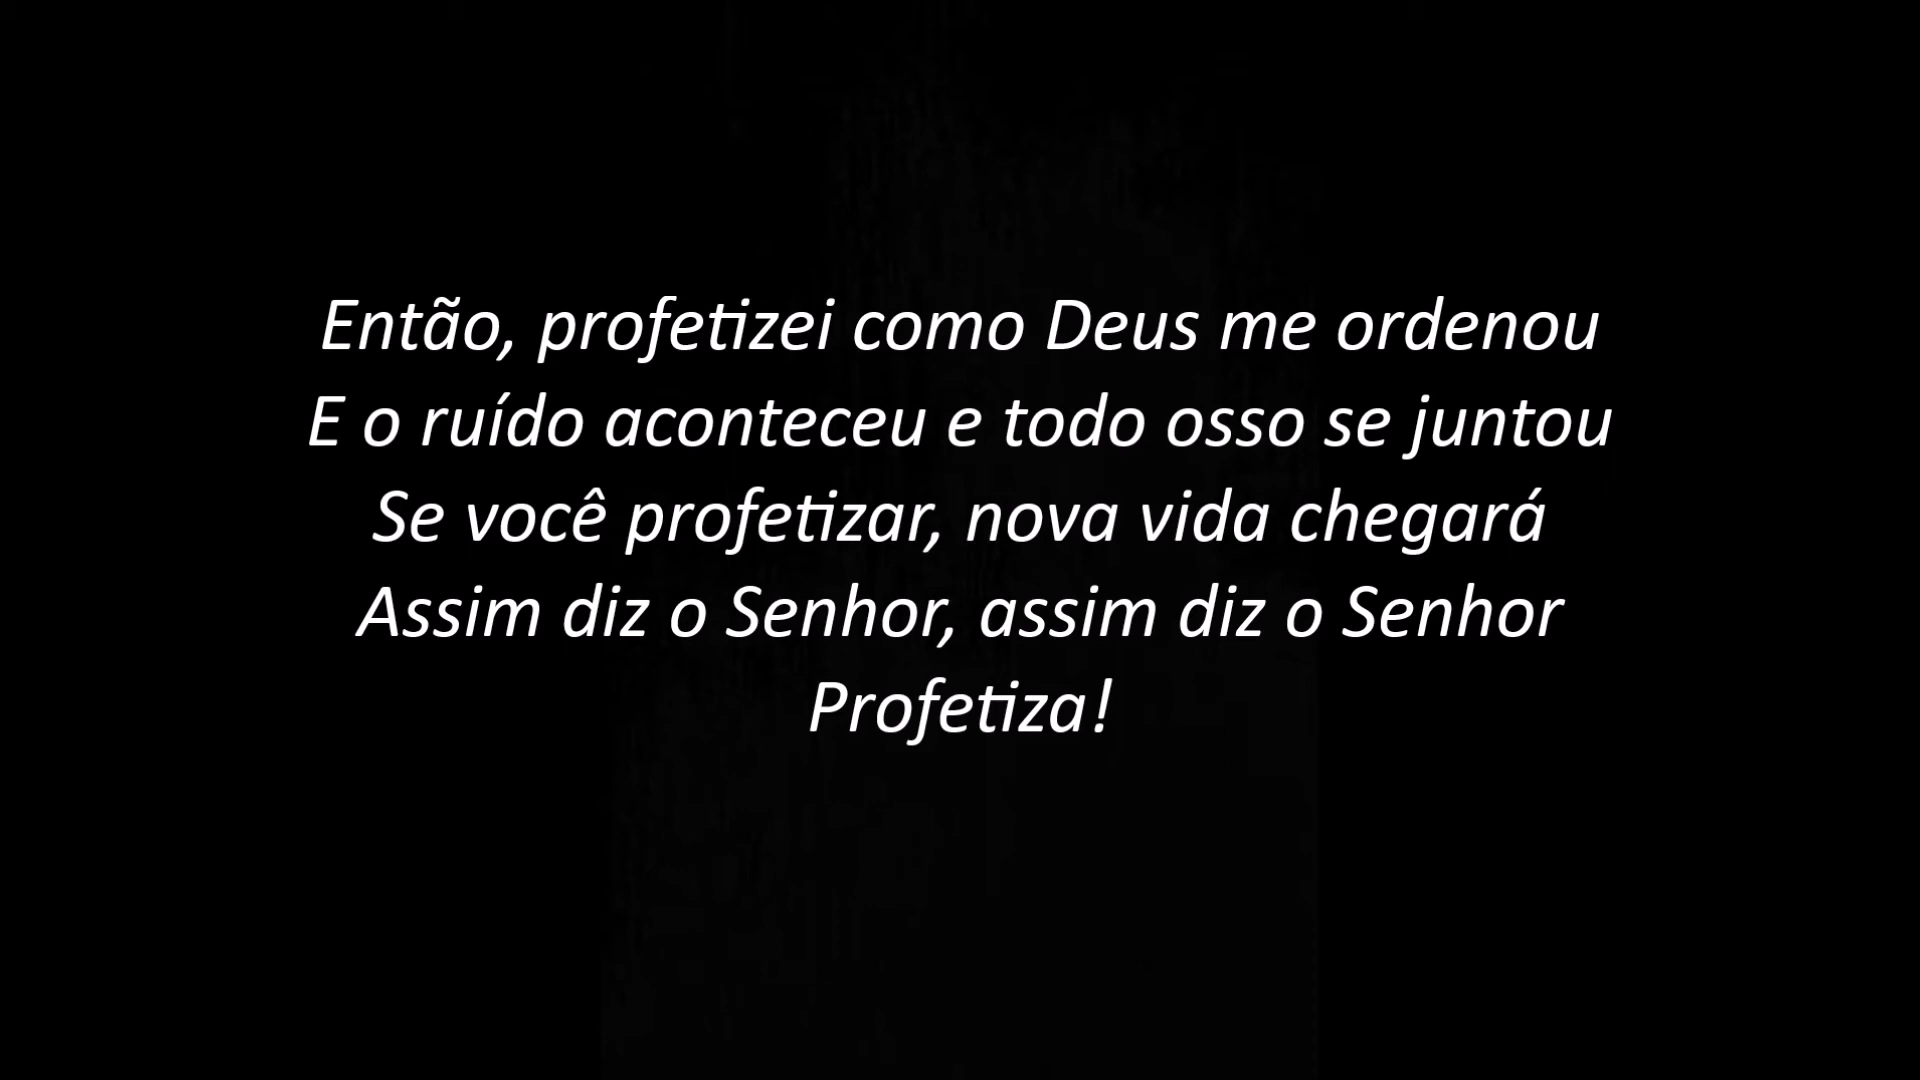 Então, profetizei como Deus me ordenou
E o ruído aconteceu e todo osso se juntou
Se você profetizar, nova vida chegará
Assim diz o Senhor, assim diz o Senhor
Profetiza!